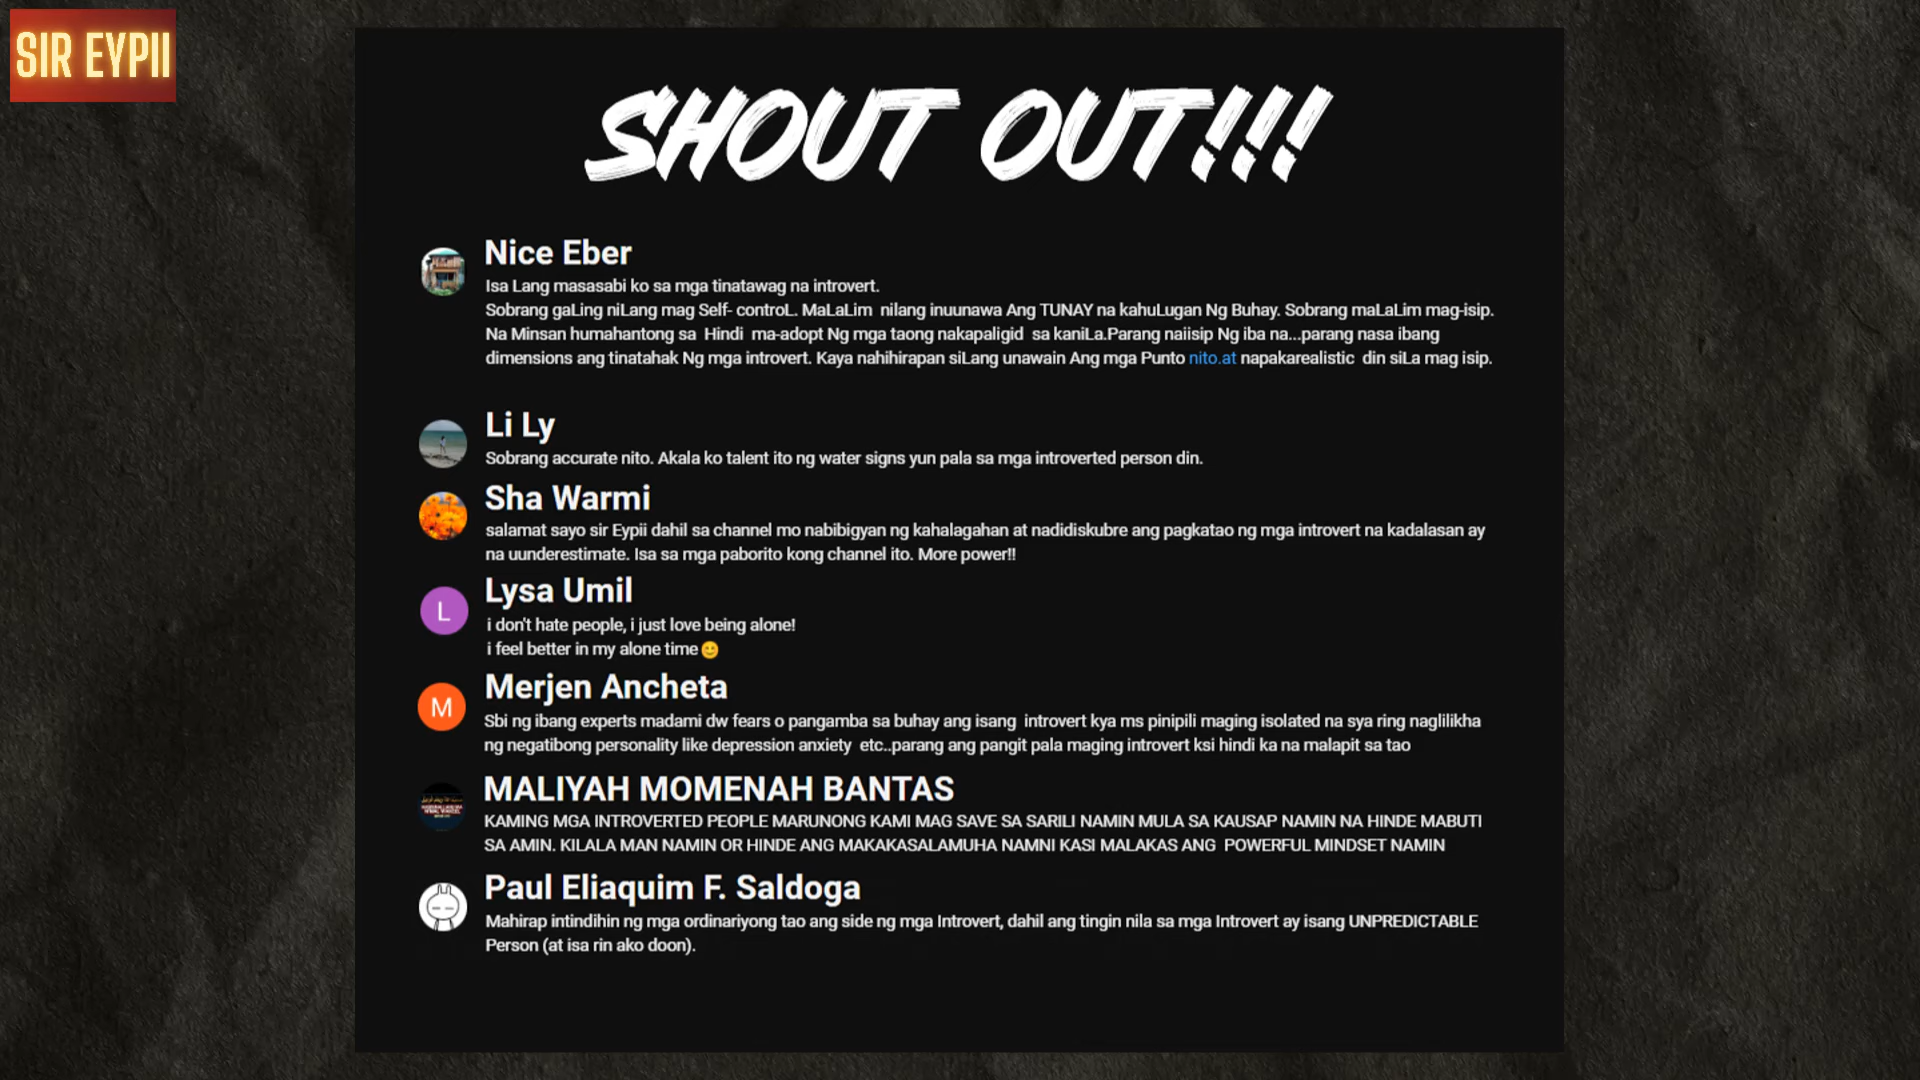 SIR EYPII
SHOUT OUT!!!
Nice Eber
Isa Lang masasabi ko sa mga tinatawag na introvert.
Sobrang gaLing niLang mag Self- controL. MaLaLim nilang inuunawa Ang TUNAY na kahuLugan Ng Buhay. Sobrang maLaLim mag-isip.
Na Minsan humahantong sa Hindi ma-adopt Ng mga taong nakapaligid sa kaniLa.Parang naiisip Ng iba na...parang nasa ibang
dimensions ang tinatahak Ng mga introvert. Kaya nahihirapan siLang unawain Ang mga Punto nito.at napakarealistic din siLa mag isip.
Li Ly
Sobrang accurate nito. Akala ko talent ito ng water signs yun pala sa mga introverted person din.
Sha Warmi
salamat sayo sir Eypii dahil sa channel mo nabibigyan ng kahalagahan at nadidiskubre ang pagkatao ng mga introvert na kadalasan ay
na uunderestimate. Isa sa mga paborito kong channel ito. More power!!
L
Lysa Umil
i don't hate people, i just love being alone!
i feel better in my alone time😊
M
Merjen Ancheta
Sbi ng ibang experts madami dw fears o pangamba sa buhay ang isang introvert kya ms pinipili maging isolated na sya ring naglilikha
ng negatibong personality like depression anxiety etc..parang ang pangit pala maging introvert ksi hindi ka na malapit sa tao
MALIYAH MOMENAH BANTAS
KAMING MGA INTROVERTED PEOPLE MARUNONG KAMI MAG SAVE SA SARILI NAMIN MULA SA KAUSAP NAMIN NA HINDE MABUTI
SA AMIN. KILALA MAN NAMIN OR HINDE ANG MAKAKASALAMUHA NAMNI KASI MALAKAS ANG POWERFUL MINDSET NAMIN
Paul Eliaquim F. Saldoga
Mahirap intindihin ng mga ordinariyong tao ang side ng mga Introvert, dahil ang tingin nila sa mga Introvert ay isang UNPREDICTABLE
Person (at isa rin ako doon).